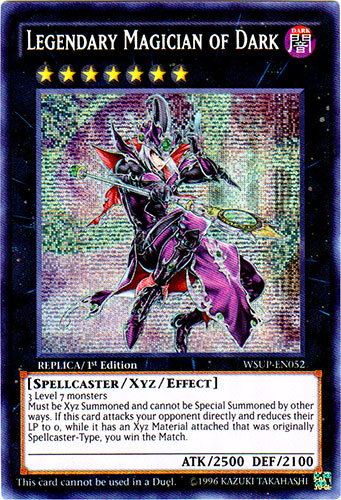 LEGENDARY MAGICIAN OF DARK
DARK
闇
REPLICA/1st Edition
WSUP-EN052
[SPELLCASTER/XYZ/EFFECT]
3 Level 7 monsters
Must be Xyz Summoned and cannot be Special Summoned by other
ways. If this card attacks your opponent directly and reduces their
LP to 0, while it has an Xyz Material attached that was originally
Spellcaster-Type, you win the Match.
ATK/2500 DEF/2100
This card cannot be used in a Duel.
©1996 KAZUKI TAKAHASHI